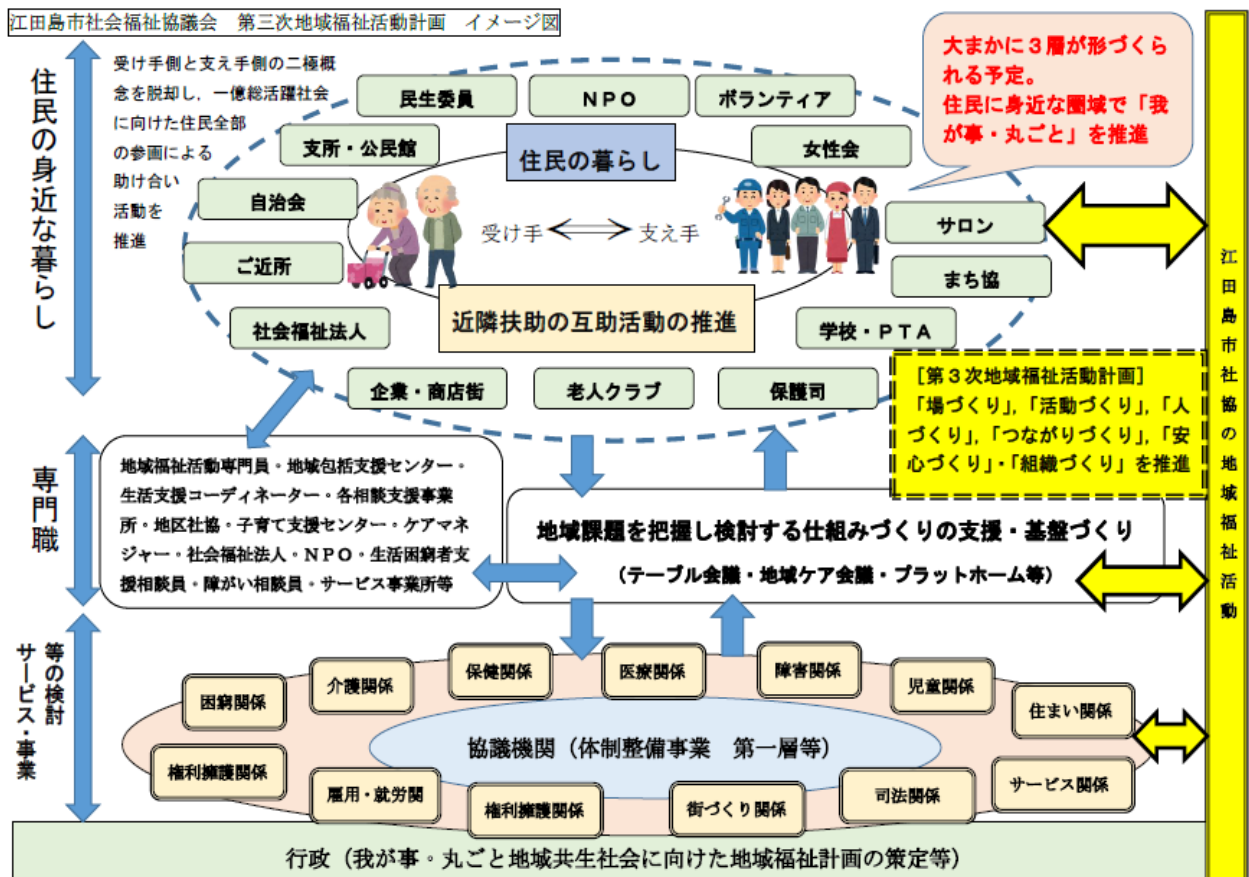 江田島市社会福祉協議会　第三次地域福祉活動計画　イメージ図
住民の身近な暮らし
受け手側と支え手側の二極概
念を脱却し，一億総活躍社会
に向けた住民全部
の参画による
助け合い
活動を
推進
大まかに３層が形づくら
れる予定。
住民に身近な圏域で「我
が事・丸ごと」を推進
民生委員
ＮＰＯ
ボランティア
支所・公民館
住民の暮らし
女性会
自治会
サロン
受け手
支え手
ご近所
まち協
社会福祉法人
近隣扶助の互助活動の推進
学校・ＰＴＡ
企業・商店街
老人クラブ
保護司
［第３次地域福祉活動計画］
「場づくり」，「活動づくり」，「人
づくり」，「つながりづくり」，「安
心づくり」・「組織づくり」を推進
江田島市社協の地域福祉活動
専門職
地域福祉活動専門員・地域包括支援センター・
生活支援コーディネーター・各相談支援事業
所・地区社協・子育て支援センター・ケアマネ
ジャー・社会福祉法人・ＮＰＯ・生活困窮者支
援相談員・障がい相談員・サービス事業所等
地域課題を把握し検討する仕組みづくりの支援・基盤づくり
（テーブル会議・地域ケア会議・プラットホーム等）
サービス・事業
等の検討
困窮関係
介護関係
保健関係
医療関係
障害関係
児童関係
住まい関係
協議機関（体制整備事業　第一層等）
権利擁護関係
雇用・就労関
権利擁護関係
街づくり関係
司法関係
サービス関係
行政（我が事・丸ごと地域共生社会に向けた地域福祉計画の策定等）